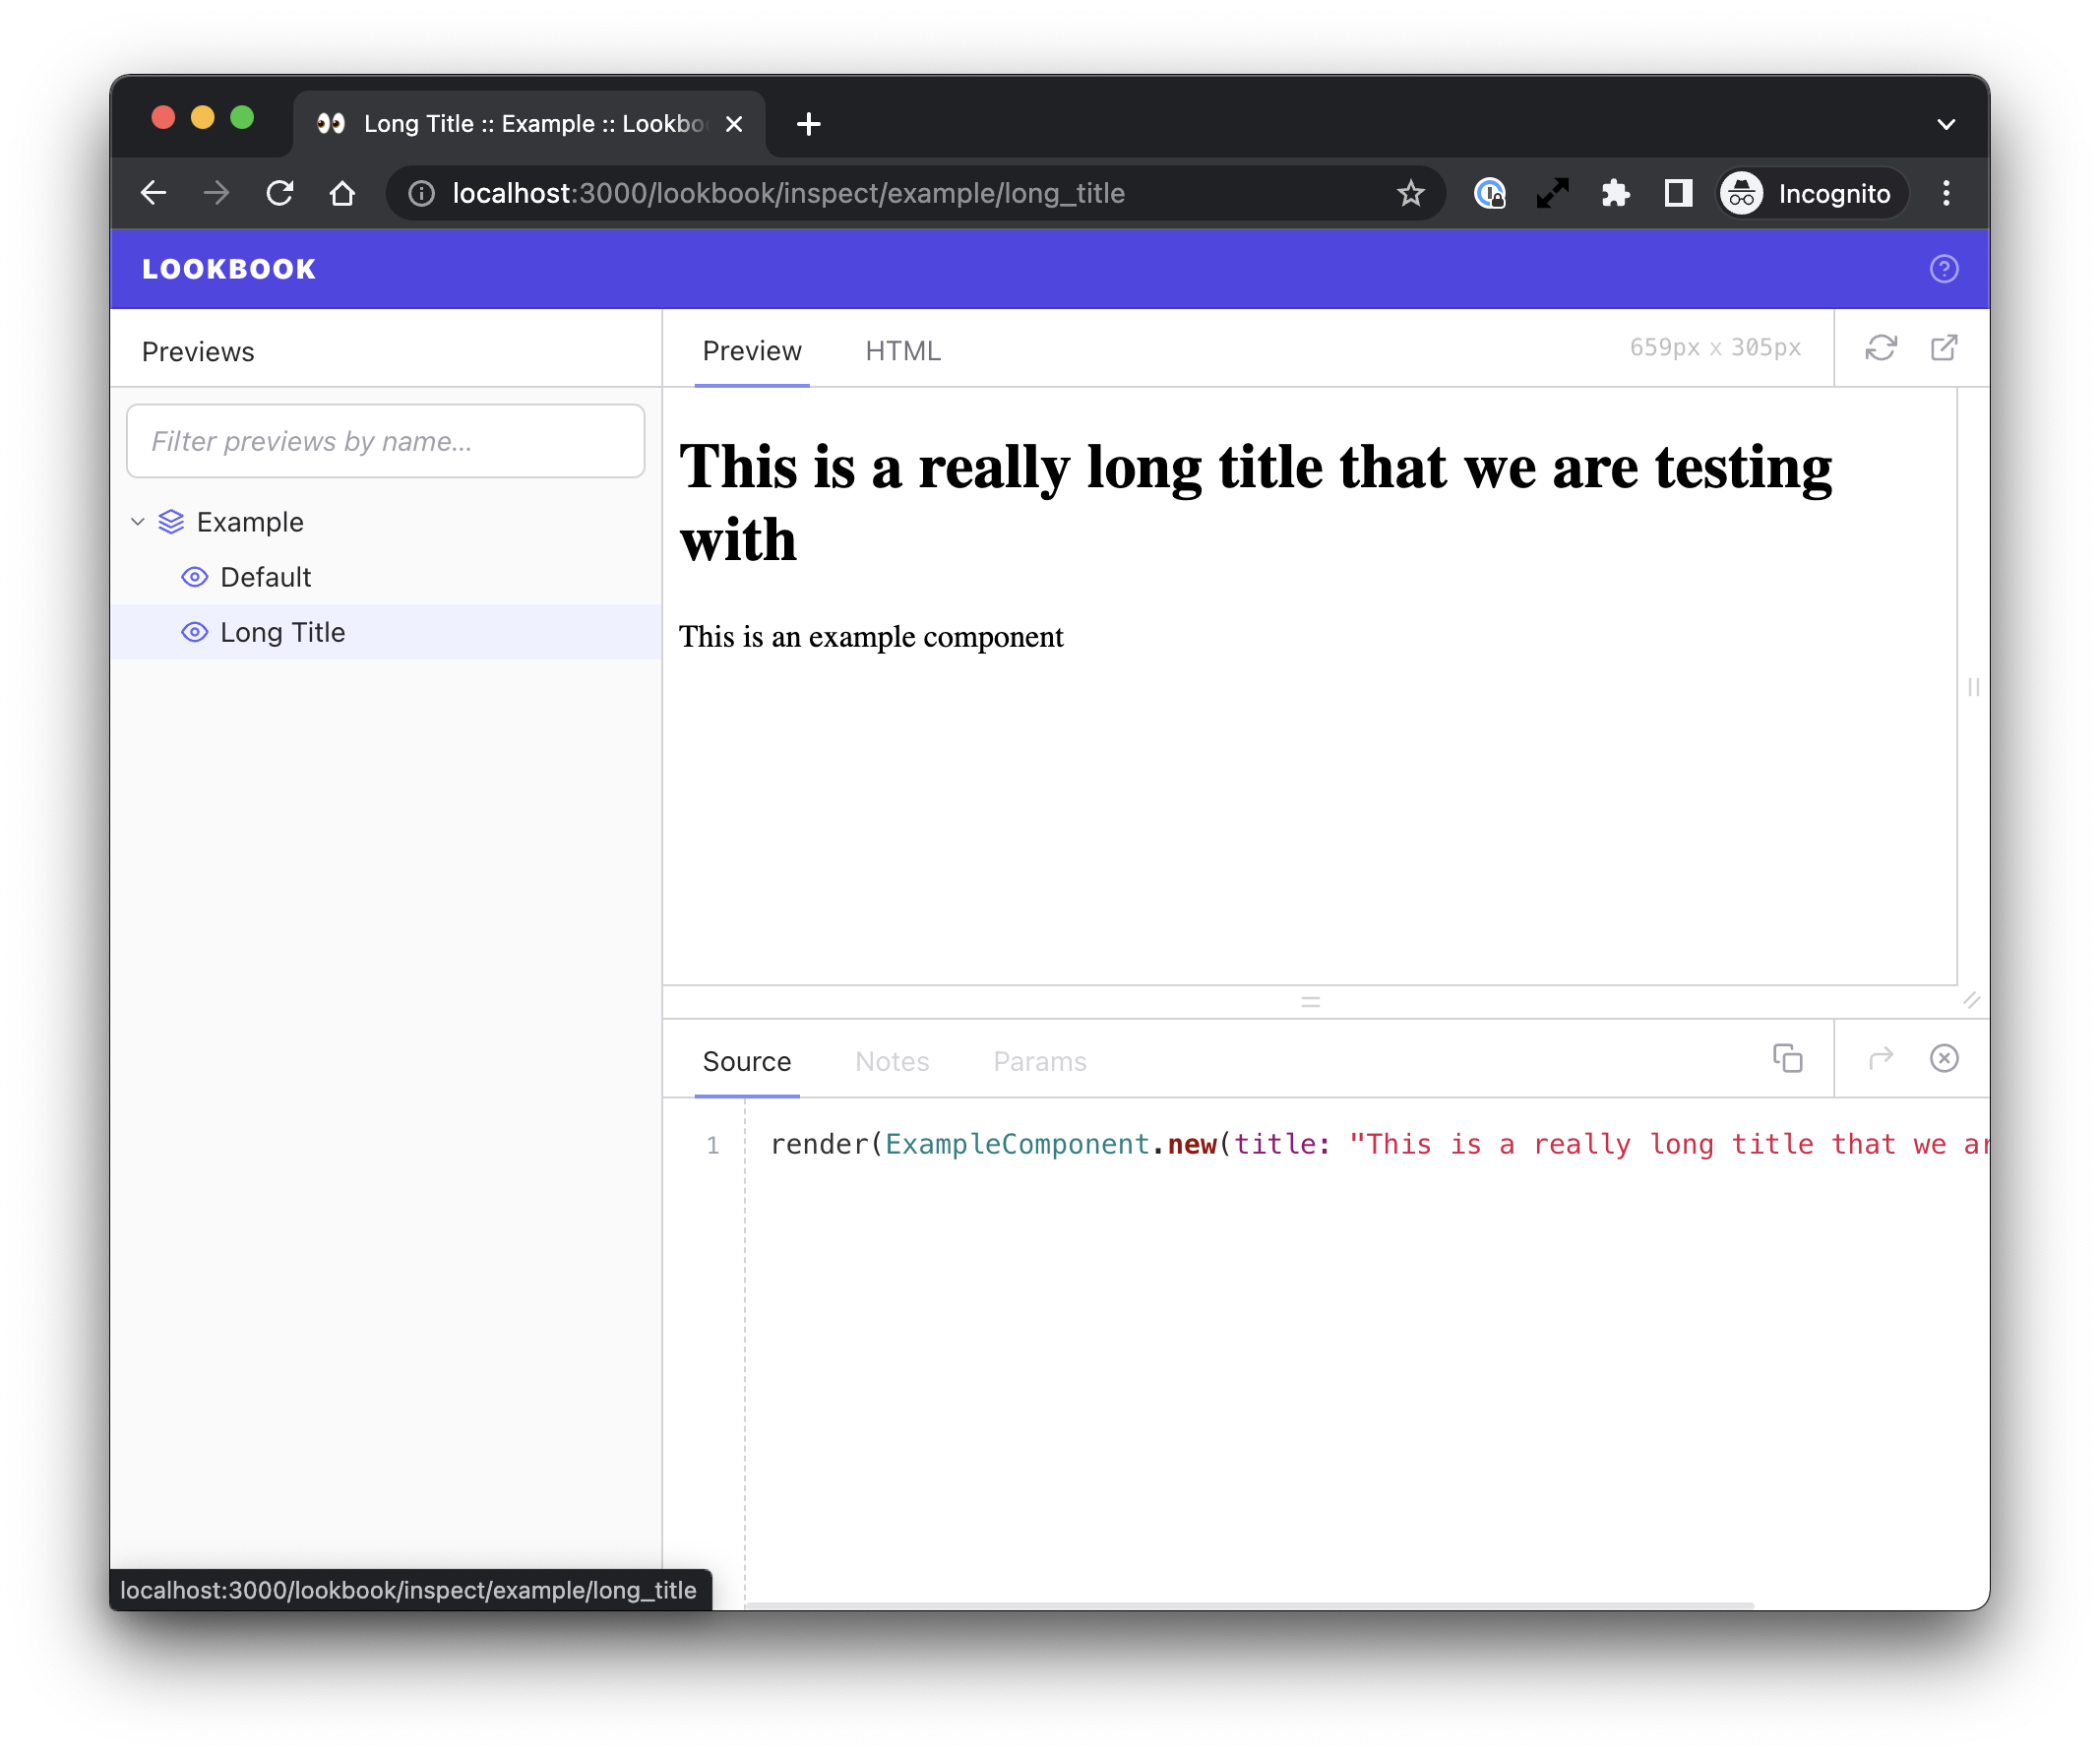 Long Title :: Example :: Lookbo
localhost:3000/lookbook/inspect/example/long_title
Incognito
LOOKBOOK
Previews
Preview
HTML
659px x 305px
Filter previews by name...
Example
Default
Long Title
This is a really long title that we are testing
with
This is an example component
Source
Notes
Params
1
render(ExampleComponent.new(title: "This is a really long title that we ar
localhost:3000/lookbook/inspect/example/long_title